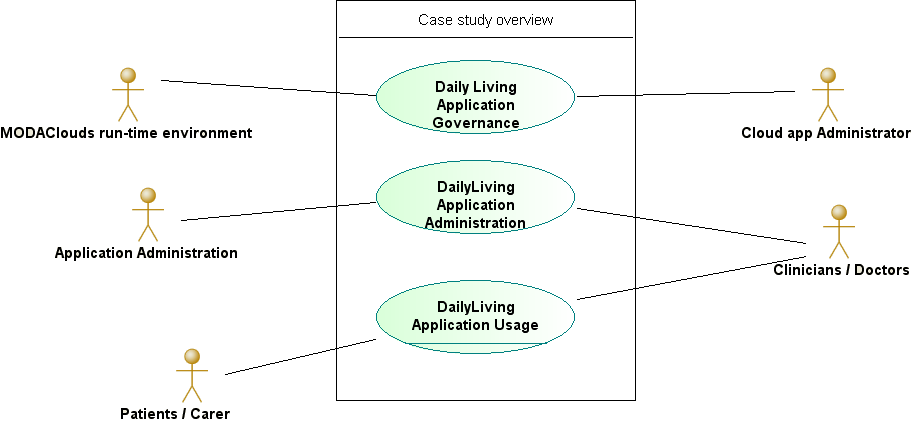 Case study overview
Daily Living
Application
Governance
MODAClouds run-time environment
Cloud app Administrator
DailyLiving
Application
Administration
Application Administration
Clinicians / Doctors
DailyLiving
Application Usage
Patients / Carer